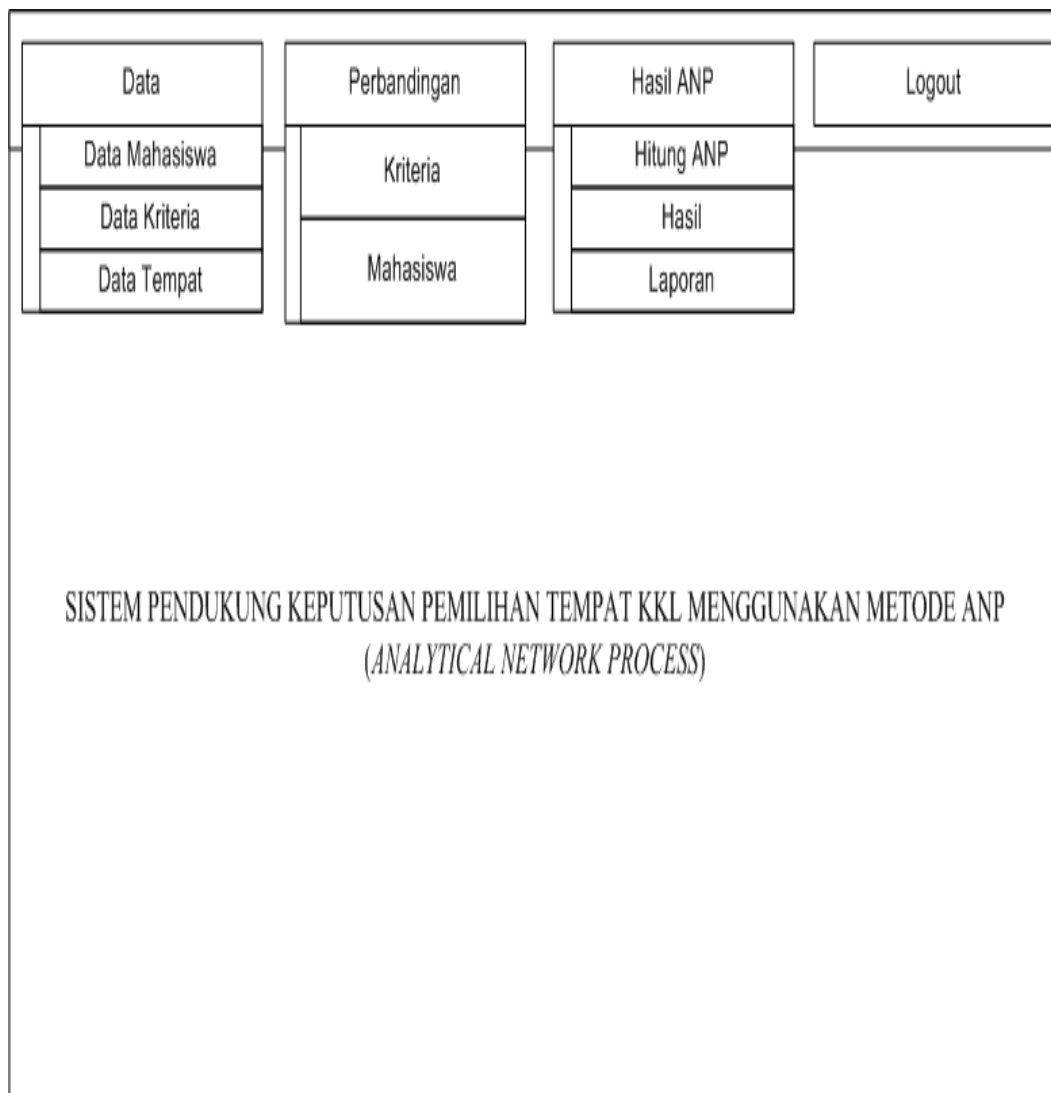 Data
Data Mahasiswa
Data Kriteria
Data Tempat
Perbandingan
Kriteria
Mahasiswa
Hasil ANP
Hitung ANP
Hasil
Laporan
Logout
SISTEM PENDUKUNG KEPUTUSAN PEMILIHAN TEMPAT KKL MENGGUNAKAN METODE ANP
(ANALYTICAL NETWORK PROCESS)